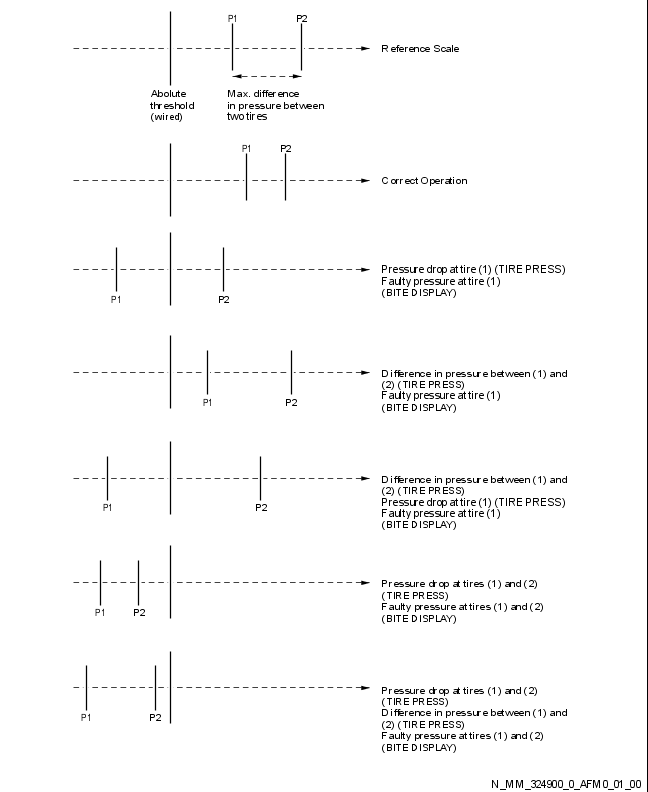 P1 P2
Reference Scale
Abolute
threshold
(wired)
Max. difference
in pressure between
two tires
P1 P2
Correct Operation
Pressure drop at tire (1) (TIRE PRESS)
Faulty pressure at tire (1)
(BITE DISPLAY)
P1 P2
Difference in pressure between (1) and
(2) (TIRE PRESS)
Faulty pressure at tire (1)
(BITE DISPLAY)
P1 P2
Difference in pressure between (1) and
(2) (TIRE PRESS)
Pressure drop at tire (1) (TIRE PRESS)
Faulty pressure at tire (1)
(BITE DISPLAY)
P1 P2
Pressure drop at tires (1) and (2)
(TIRE PRESS)
Faulty pressure at tires (1) and (2)
(BITE DISPLAY)
P1 P2
Pressure drop at tires (1) and (2)
(TIRE PRESS)
Difference in pressure between (1) and
(2) (TIRE PRESS)
Faulty pressure at tires (1) and (2)
(BITE DISPLAY)
P1 P2
N_MM_324900_0_AFM0_01_00